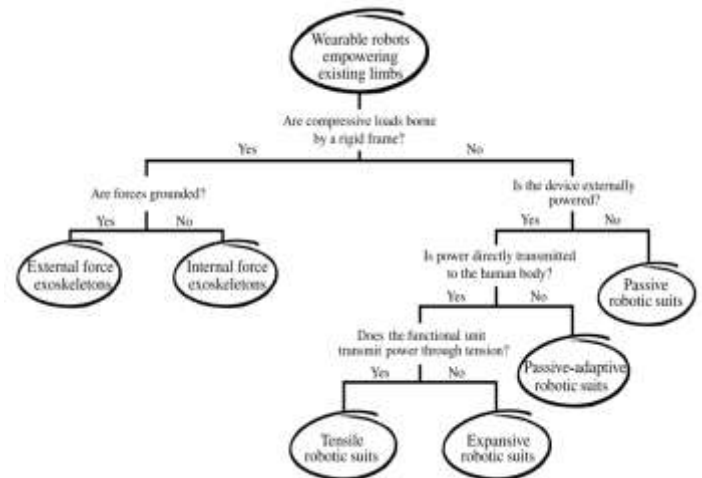 Wearable robots
empowering
existing limbs
Are compressive loads borne
by a rigid frame?
Yes
No
Are forces grounded?
Is the device externally
powered?
Yes
No
Yes
No
External force
exoskeletons
Internal force
exoskeletons
Is power directly transmitted
to the human body?
Passive
robotic suits
Yes
No
Does the functional unit
transmit power through tension?
Passive-adaptive
robotic suits
Yes
No
Tensile
robotic suits
Expansive
robotic suits